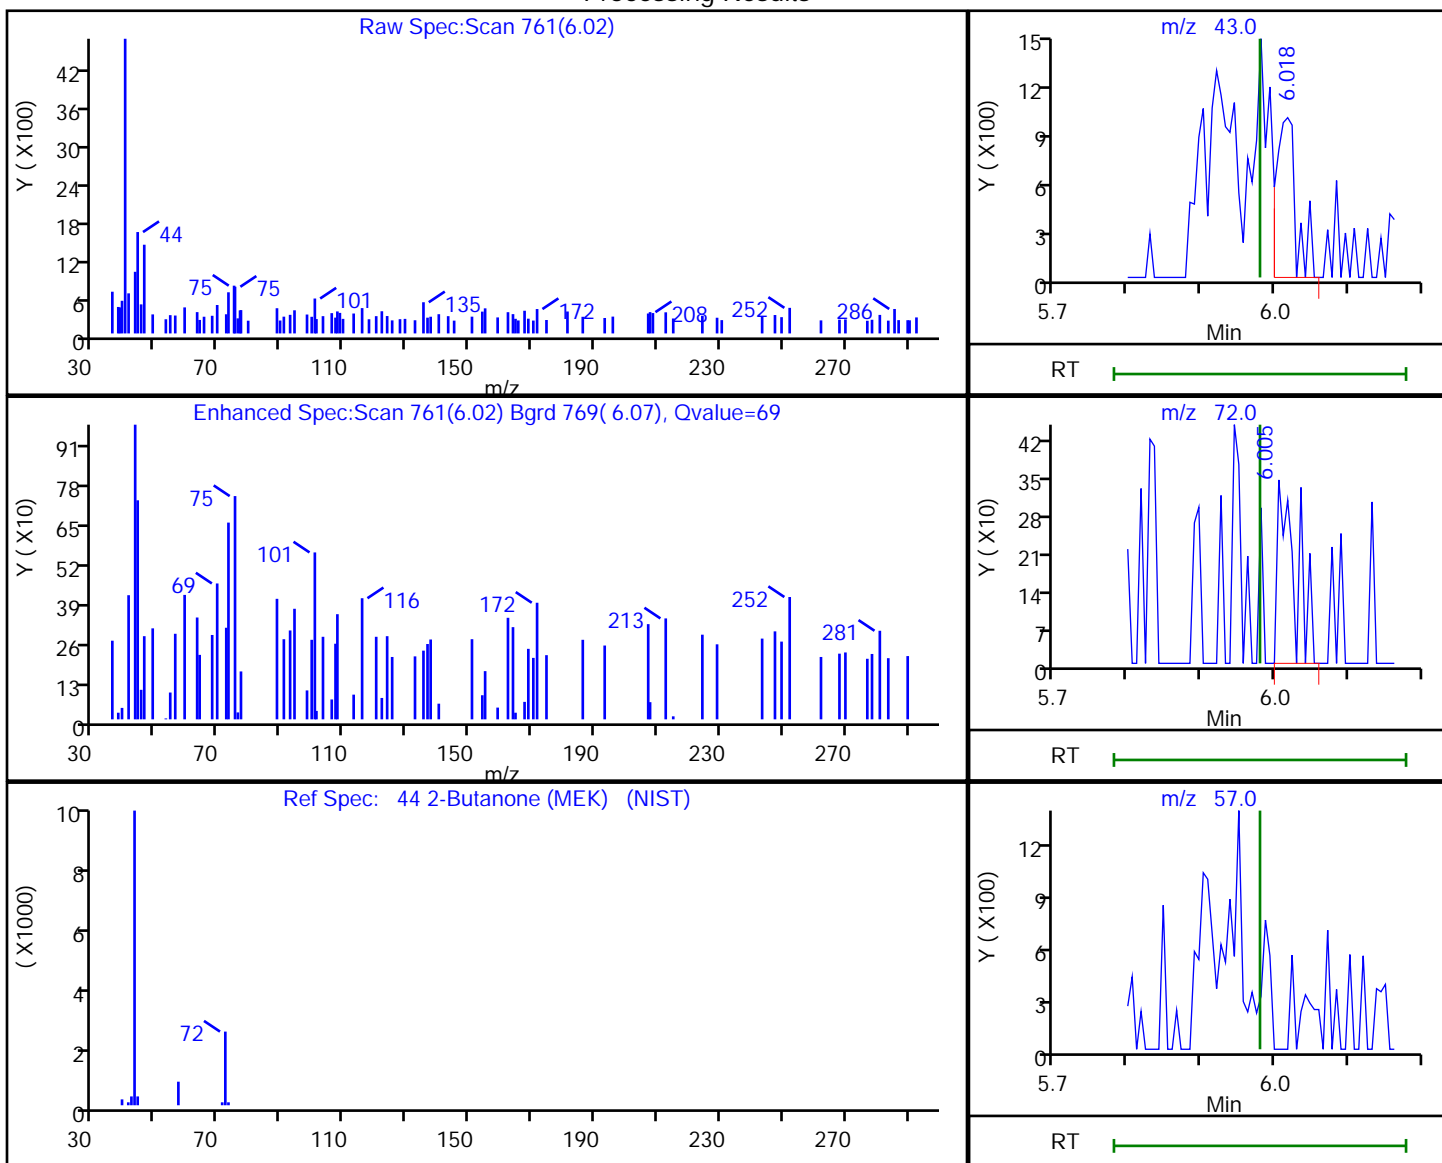 Processing Results
Raw Spec:Scan 761(6.02)
Y ( X100)
42
36
30
24
18
12
6
0
44
75
75
101
135
172
208
252
286
30 70 110 150 190 230 270
m/z
m/z 43.0
Y ( X100)
15
12
9
6
3
0
6.018
5.7 6.0
Min
RT
Enhanced Spec:Scan 761(6.02) Bgrd 769( 6.07), Qvalue=69
Y ( X10)
91
78
65
52
39
26
13
0
69
75
101
116
172
213
252
281
30 70 110 150 190 230 270
m/z
m/z 72.0
Y ( X10)
42
35
28
21
14
7
0
6.005
5.7 6.0
Min
RT
Ref Spec: 44 2-Butanone (MEK) (NIST)
( X1000)
10
8
6
4
2
0
72
30 70 110 150 190 230 270
m/z 57.0
Y ( X100)
12
9
6
3
0
5.7 6.0
Min
RT